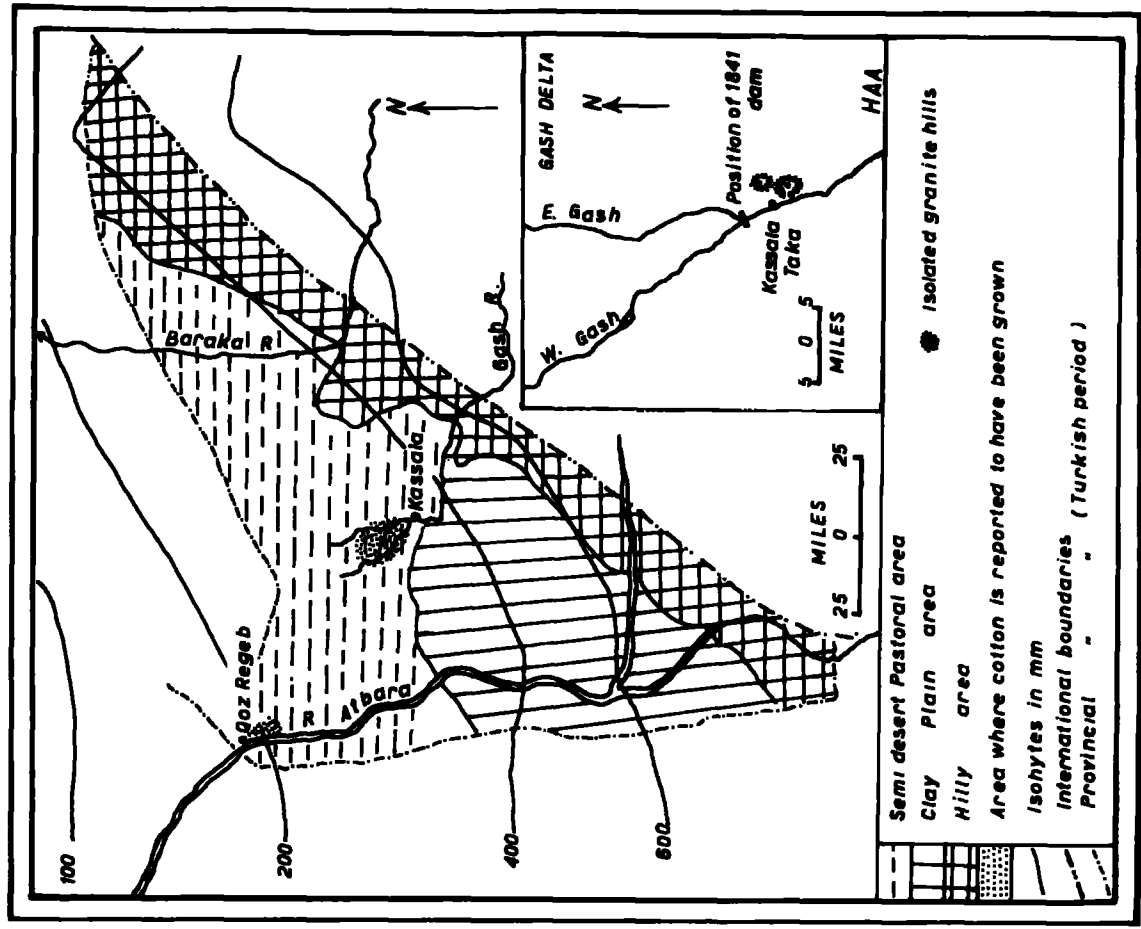 100
200
400
600
Qoz Regeb
R Atbara
Kassala
Baraka R
Gash R.
N
MILES
25 0 25
GASH DELTA
N
E. Gash
W. Gash
Position of 1841
dam
Kassala
Taka
5 0 5
MILES
HAA
Semi desert Pastoral area
Clay Plain area
Isolated granite hills
Hilly area
Area where cotton is reported to have been grown
Isohytes in mm
International boundaries (Turkish period)
Provincial " " "